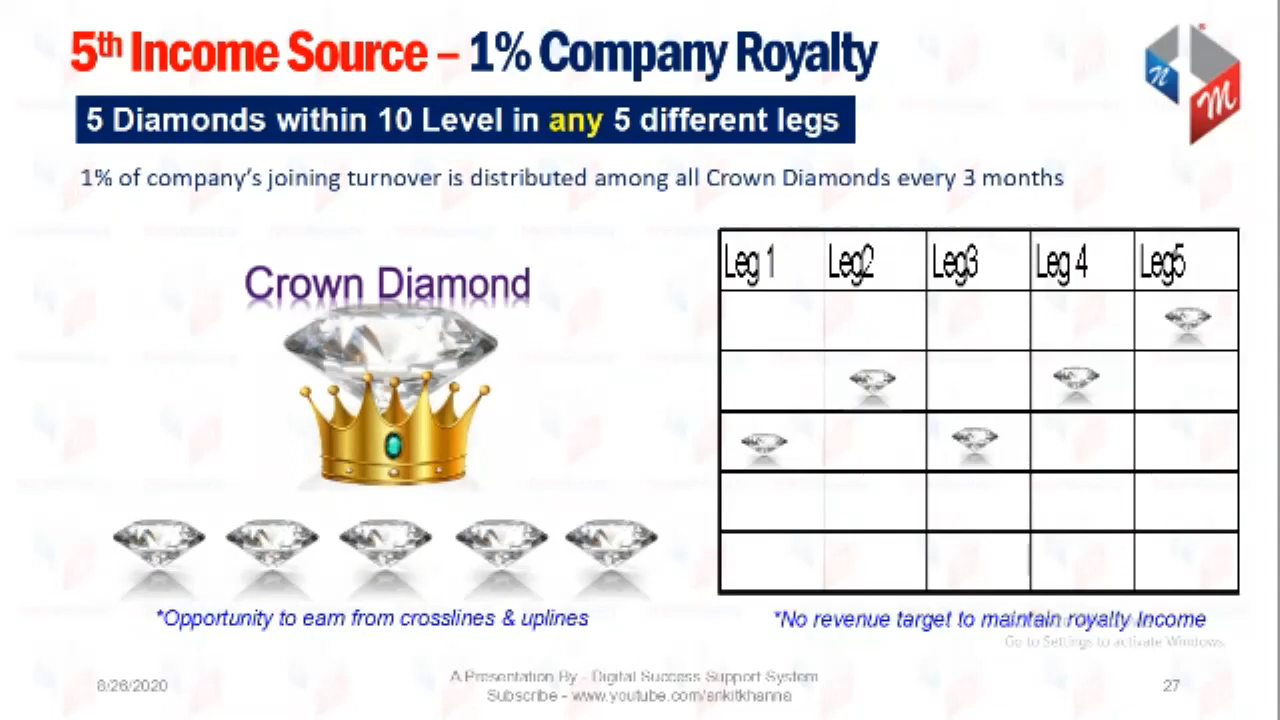 5th Income Source – 1% Company Royalty
5 Diamonds within 10 Level in any 5 different legs
1% of company's joining turnover is distributed among all Crown Diamonds every 3 months
Crown Diamond
Leg 1 Leg2 Leg3 Leg 4 Leg5
*Opportunity to earn from crosslines & uplines
*No revenue target to maintain royalty Income
Go to Settings to activate Windows.
8/26/2020
A Presentation By - Digital Success Support System
Subscribe - www.youtube.com/ankitkhanna
27
n
m